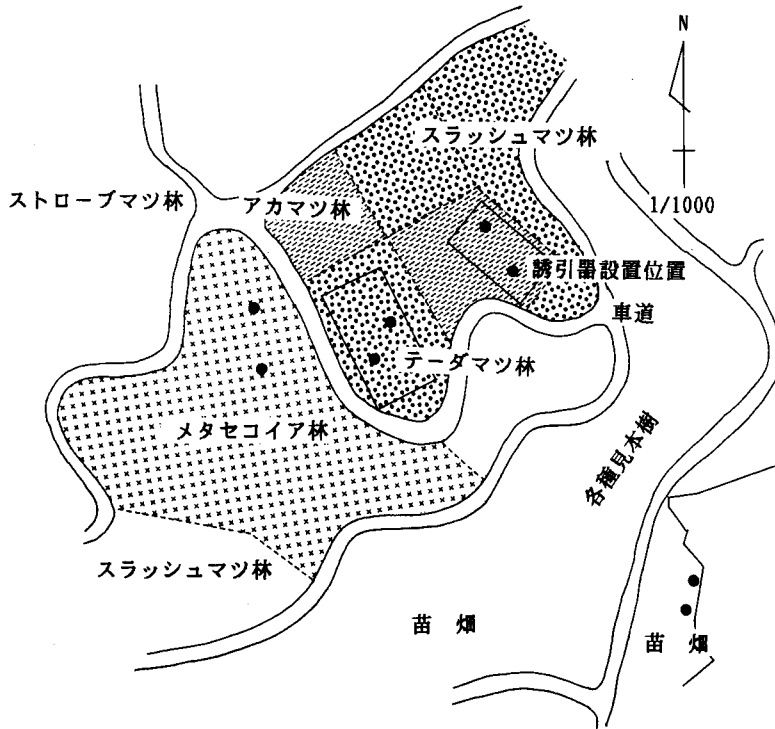 N
スラッシュマツ林
ストローブマツ林
アカマツ林
1/1000
誘引器設置位置
車道
テーダマツ林
メタセコイア林
各種見本樹
スラッシュマツ林
苗 畑
苗 畑